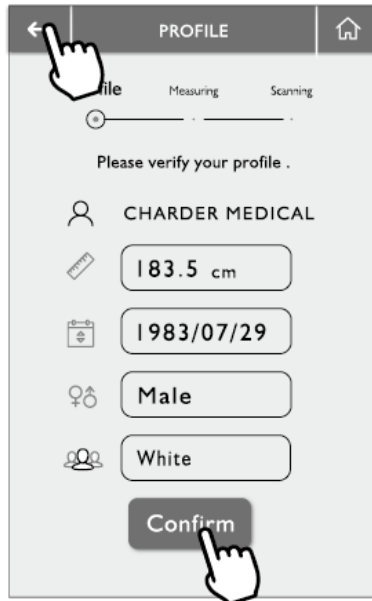 PROFILE
Measuring Scanning
Please verify your profile .
CHARDER MEDICAL
183.5 cm
1983/07/29
Male
White
Confirm